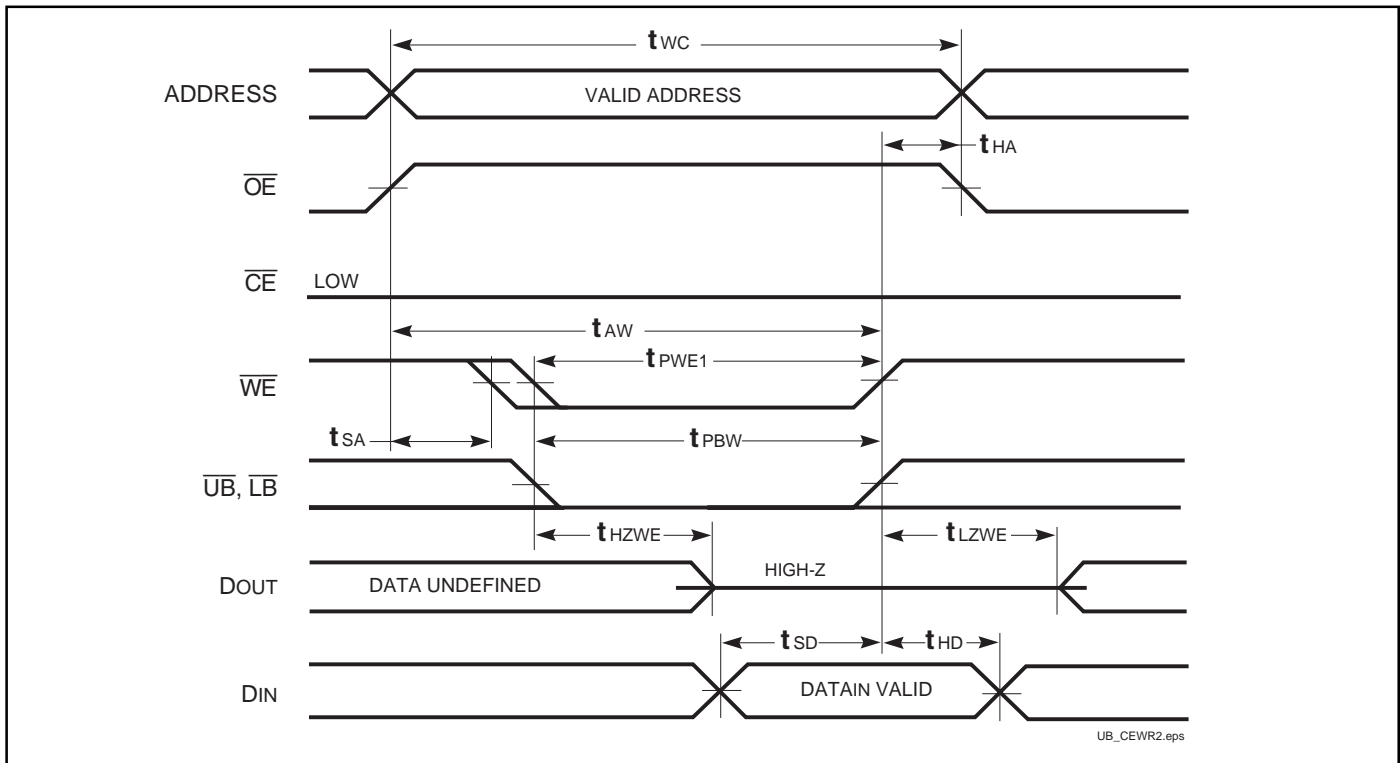 tWC
ADDRESS
VALID ADDRESS
tHA
OE
CE
LOW
tAW
tPWE1
WE
tSA
tPBW
UB, LB
tHZWE
tLZWE
DOUT
DATA UNDEFINED
HIGH-Z
tSD
tHD
DIN
DATAIN VALID
UB_CEWR2.eps